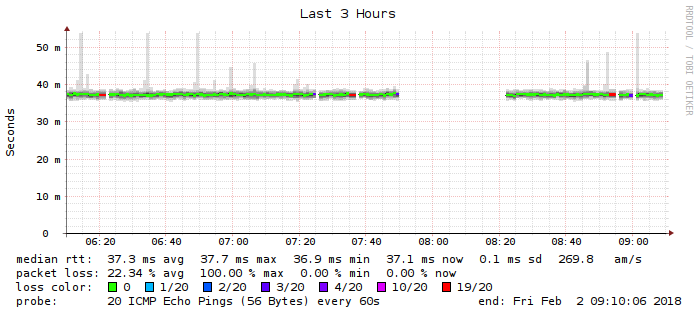 Last 3 Hours
RRDTOOL / TOBI OETIKER
Seconds
50 m
40 m
30 m
20 m
10 m
0
06:20 06:40 07:00 07:20 07:40 08:00 08:20 08:40 09:00
median rtt: 37.3 ms avg 37.7 ms max 36.9 ms min 37.1 ms now 0.1 ms sd 269.8 am/s
packet loss: 22.34 % avg 100.00 % max 0.00 % min 0.00 % now
loss color: 0 1/20 2/20 3/20 4/20 10/20 19/20
probe: 20 ICMP Echo Pings (56 Bytes) every 60s end: Fri Feb 2 09:10:06 2018